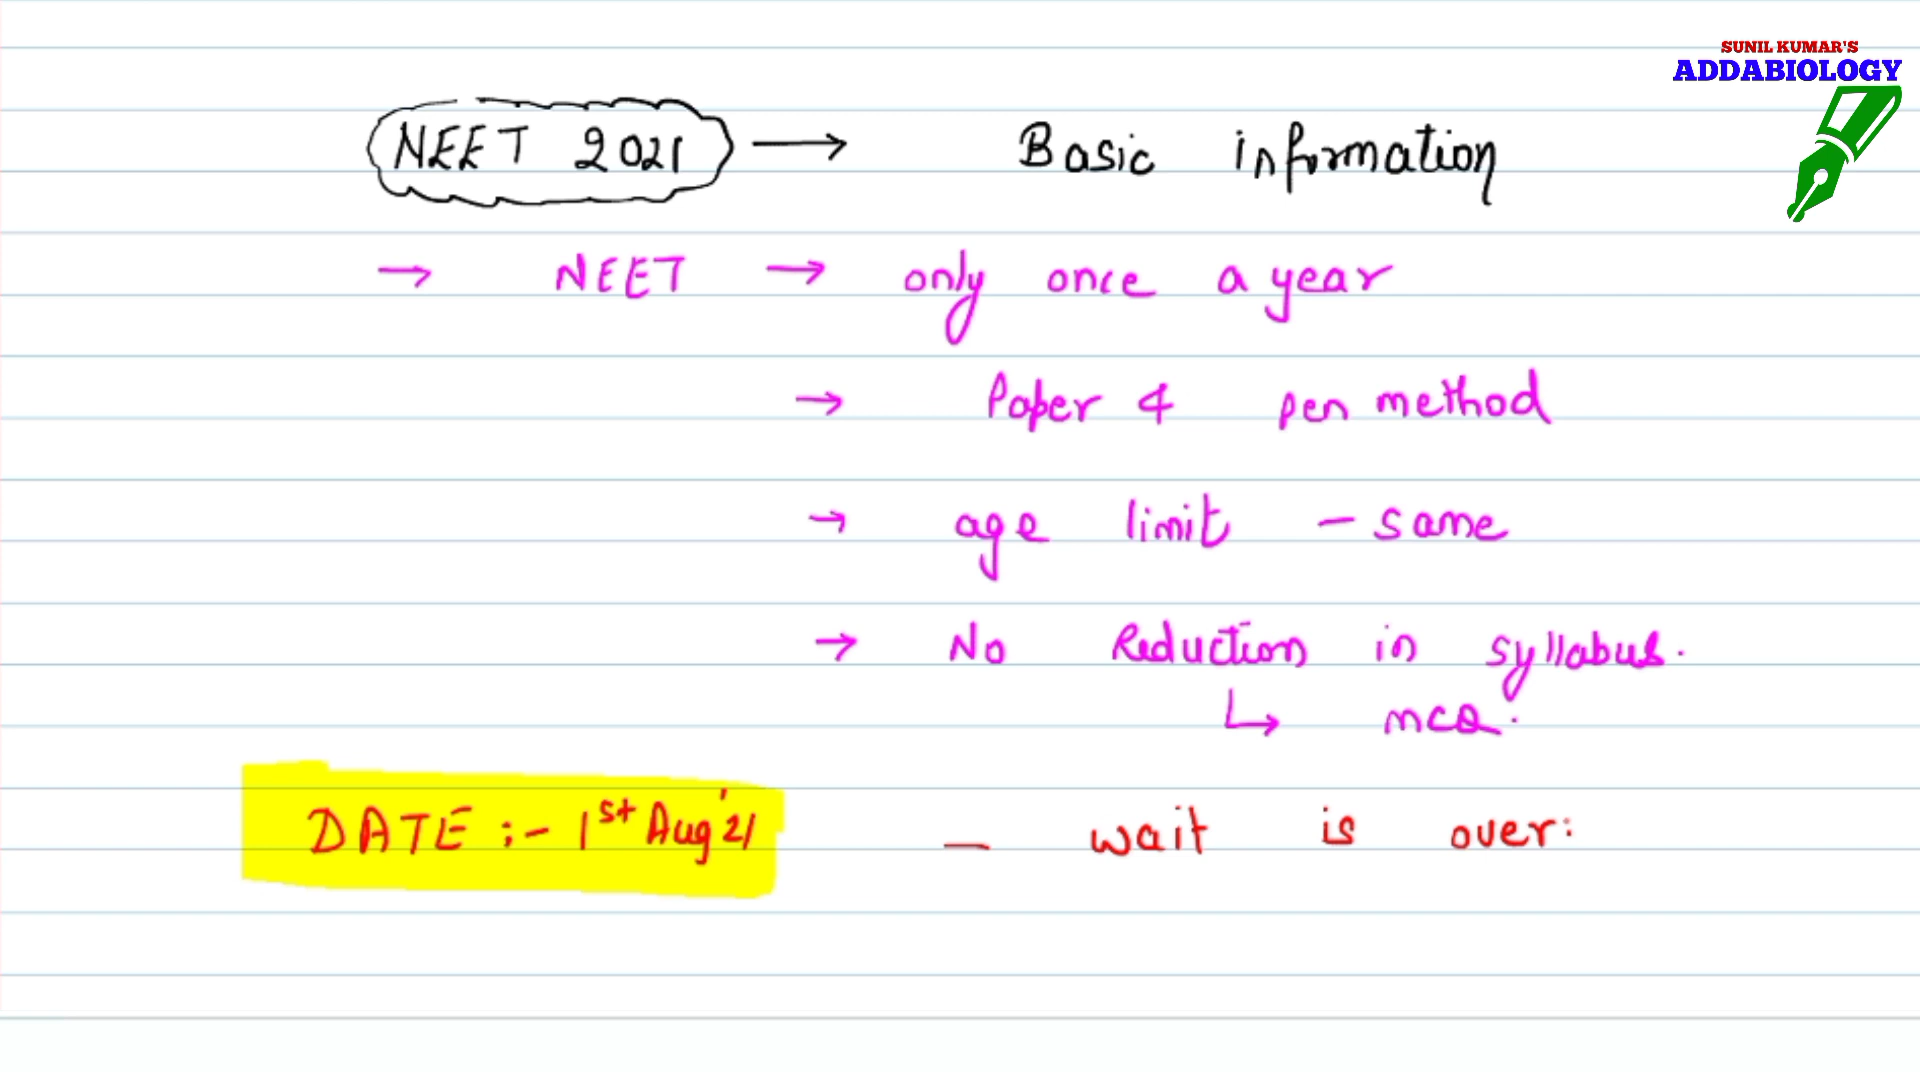 SUNIL KUMAR'S
ADDABIOLOGY
NEET 2021 → Basic information
→ NEET → only once a year
→ Paper & pen method
→ age limit - same
→ No Reduction in syllabus.
↳ mcQ.
DATE :- 1st Aug'21 - wait is over: